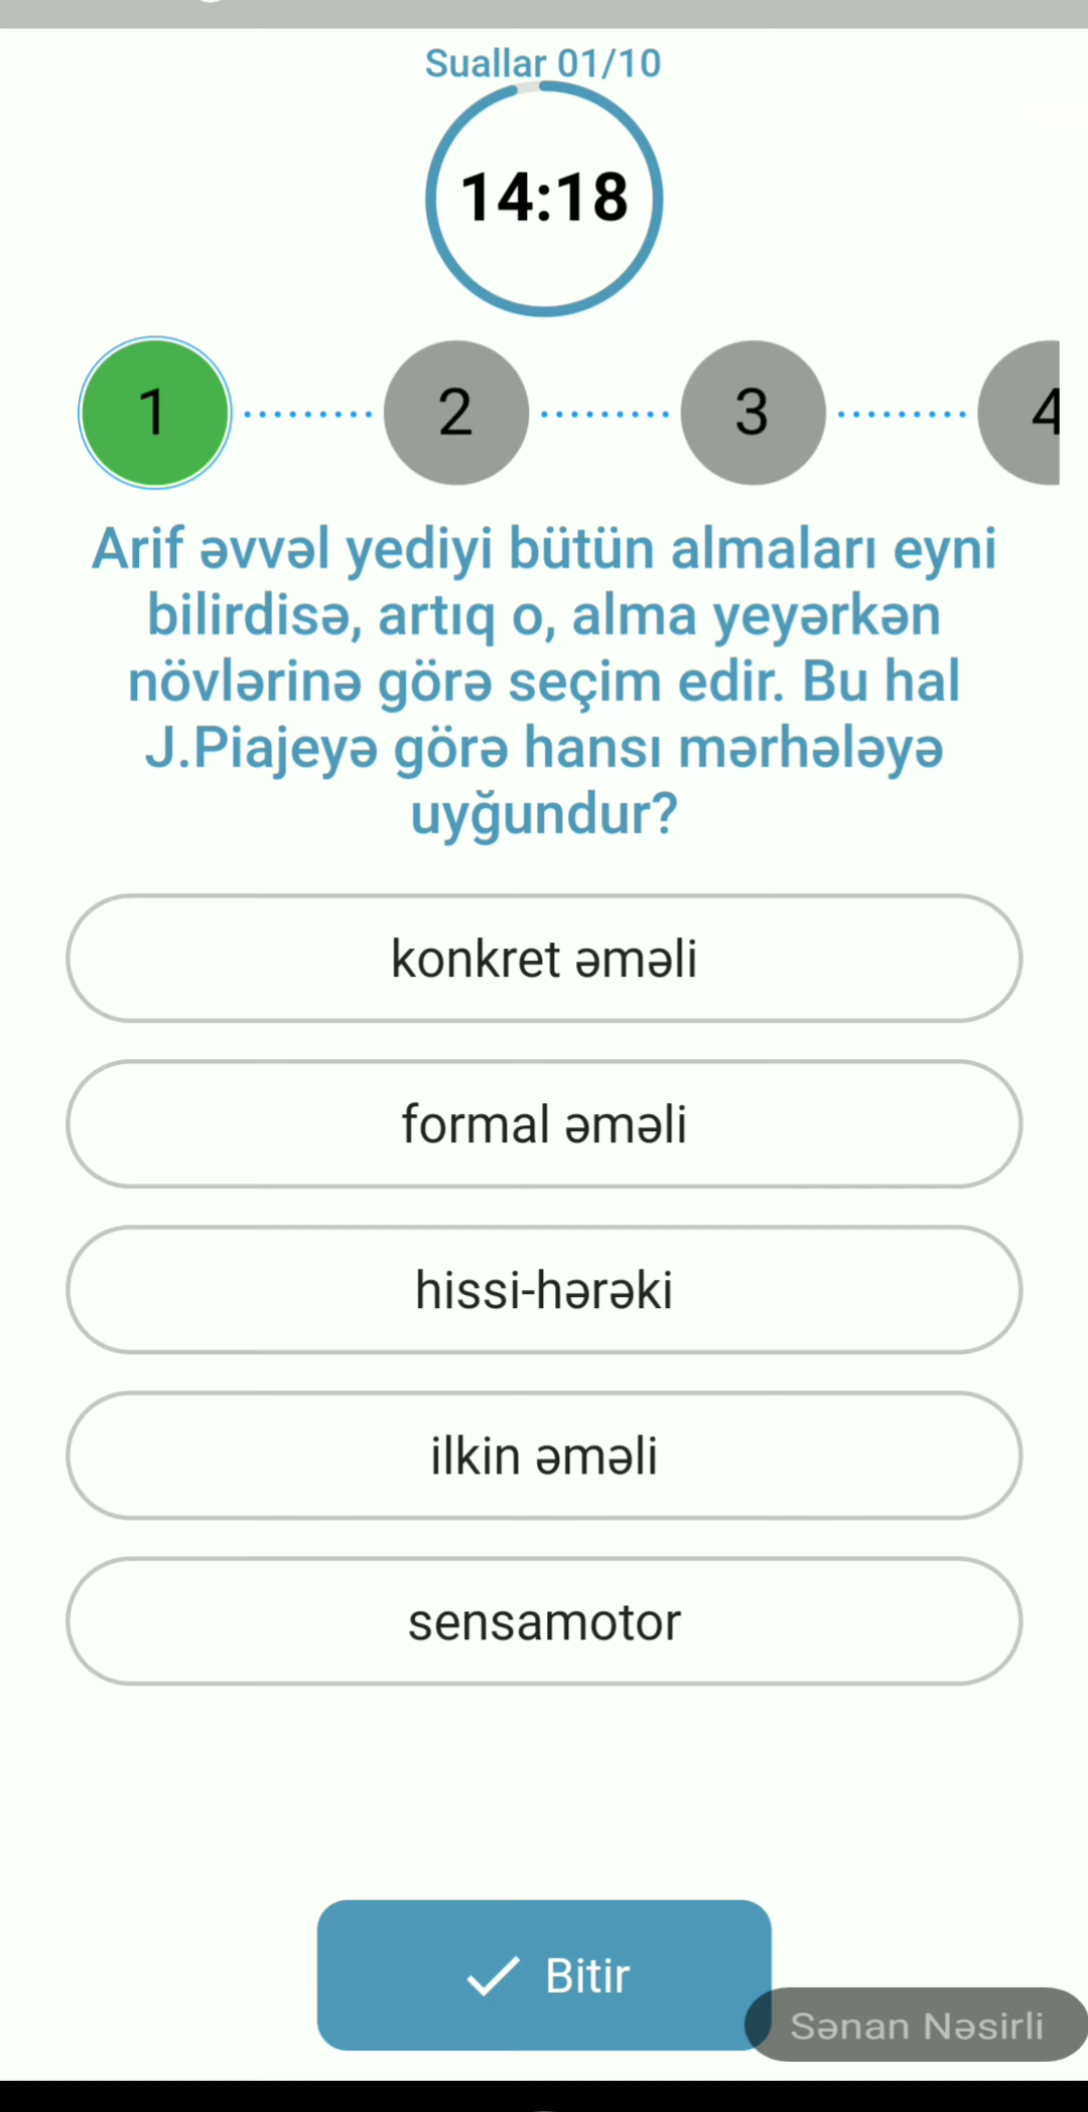 Suallar 01/10
14:18
1
2
3
4
Arif əvvəl yediyi bütün almaları eyni
bilirdisə, artıq o, alma yeyərkən
növlərinə görə seçim edir. Bu hal
J.Piajeyə görə hansı mərhələyə
uyğundur?
konkret əməli
formal əməli
hissi-hərəki
ilkin əməli
sensamotor
Bitir
Sənan Nəsirli